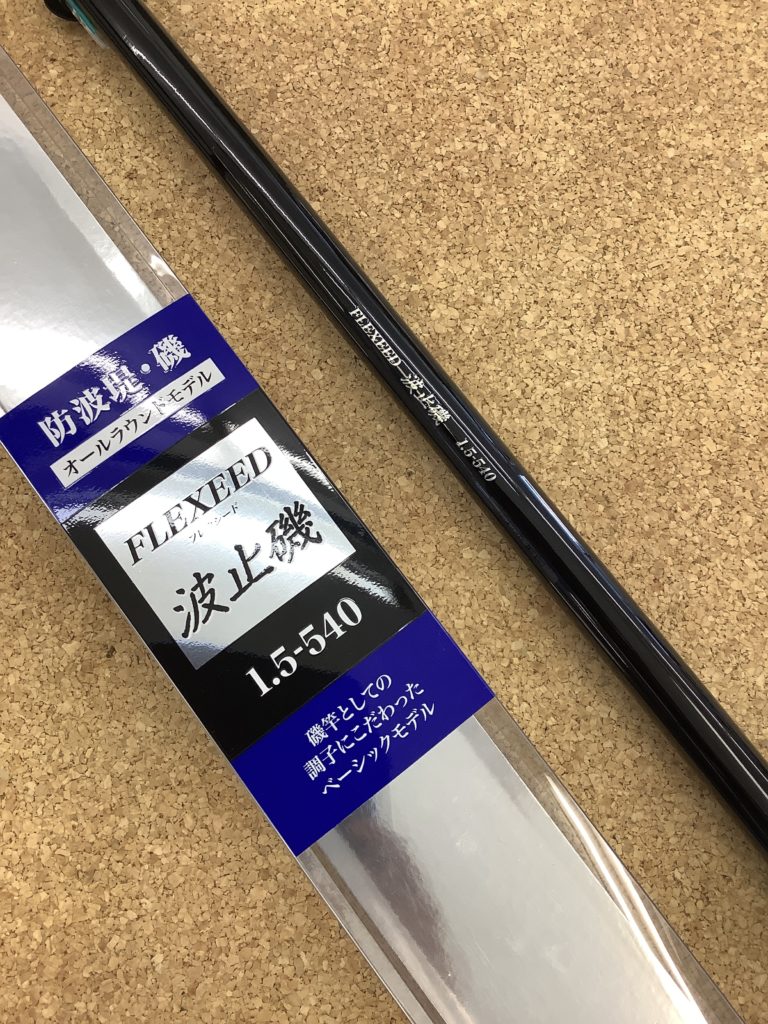 防波堤・磯
オールラウンドモデル
FLEXEED
フレクシード
波止磯
1.5-540
磯竿としての
調子にこだわった
ベーシックモデル
FLEXEED 波止磯 1.5-540